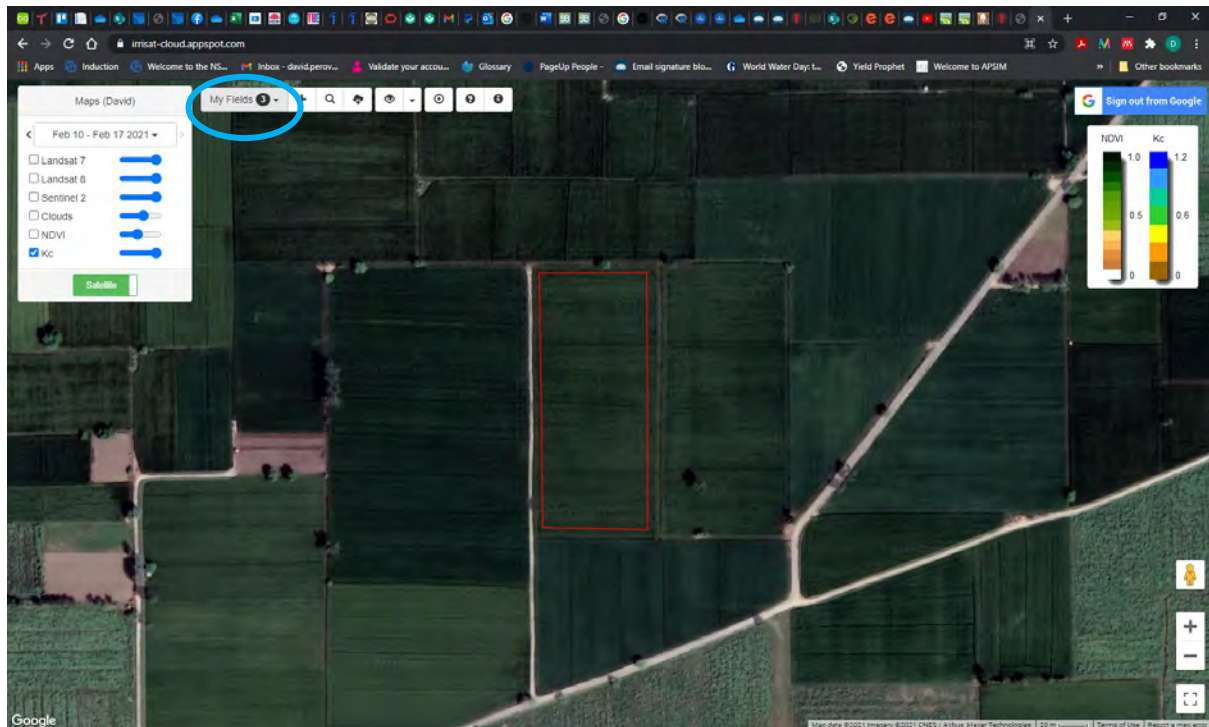 irrisat-cloud.appspot.com
Apps Induction Welcome to the NS... Inbox - david.perov... Validate your accou... Glossary PageUp People - Email signature blo... World Water Day: t... Yield Prophet Welcome to APSIM » Other bookmarks
Maps (David)
My Fields 3
Sign out from Google
Feb 10 - Feb 17 2021
Landsat 7
Landsat 8
Sentinel 2
Clouds
NDVI
Kc
Satellite
NDVI Kc
1.0 1.2
0.5 0.6
0 0
Google
Map data ©2021 Imagery ©2021 CNES / Airbus, Maxar Technologies 20 m Terms of Use Report a map error